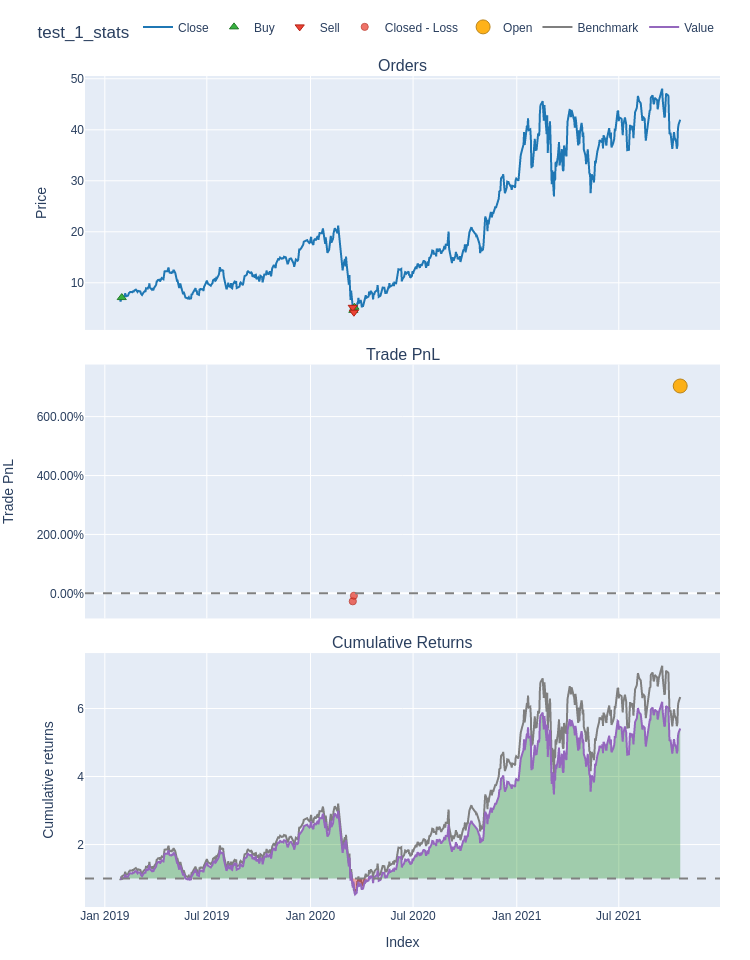 test_1_stats
Close Buy Sell Closed - Loss Open Benchmark Value
Orders
50
40
30
20
10
Price
Trade PnL
600.00%
400.00%
200.00%
0.00%
Trade PnL
Cumulative Returns
6
4
2
Cumulative returns
Jan 2019 Jul 2019 Jan 2020 Jul 2020 Jan 2021 Jul 2021
Index